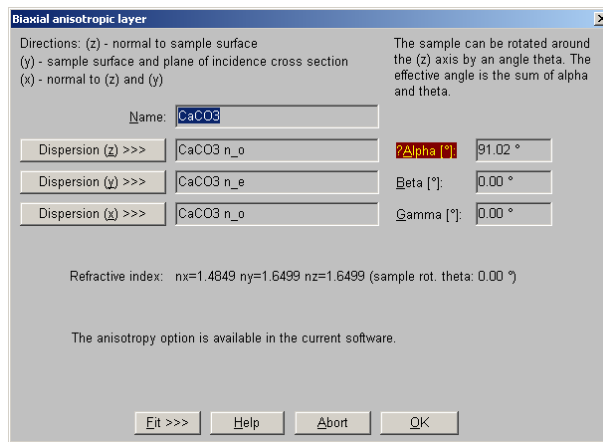 Biaxial anisotropic layer
Directions: (z) - normal to sample surface
(y) - sample surface and plane of incidence cross section
(x) - normal to (z) and (y)
The sample can be rotated around
the (z) axis by an angle theta. The
effective angle is the sum of alpha
and theta.
Name: CaCO3
Dispersion (z) >>> CaCO3 n_o ?Alpha [°]: 91.02 °
Dispersion (y) >>> CaCO3 n_e Beta [°]: 0.00 °
Dispersion (x) >>> CaCO3 n_o Gamma [°]: 0.00 °
Refractive index: nx=1.4849 ny=1.6499 nz=1.6499 (sample rot. theta: 0.00 °)
The anisotropy option is available in the current software.
Fit >>> Help Abort OK